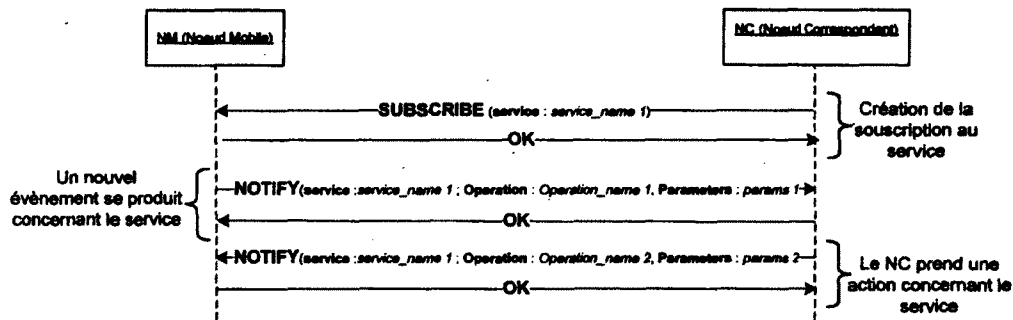 NM (Noeud Mobile)
NC (Noeud Correspondant)
SUBSCRIBE (service : service_name 1)
OK
Création de la
souscription au
service
Un nouvel
évènement se produit
concernant le service
NOTIFY(service :service_name 1 ; Operation : Operation_name 1, Parameters : params 1
OK
NOTIFY(service :service_name 1 ; Operation : Operation_name 2, Parameters : params 2
OK
Le NC prend une
action concernant le
service